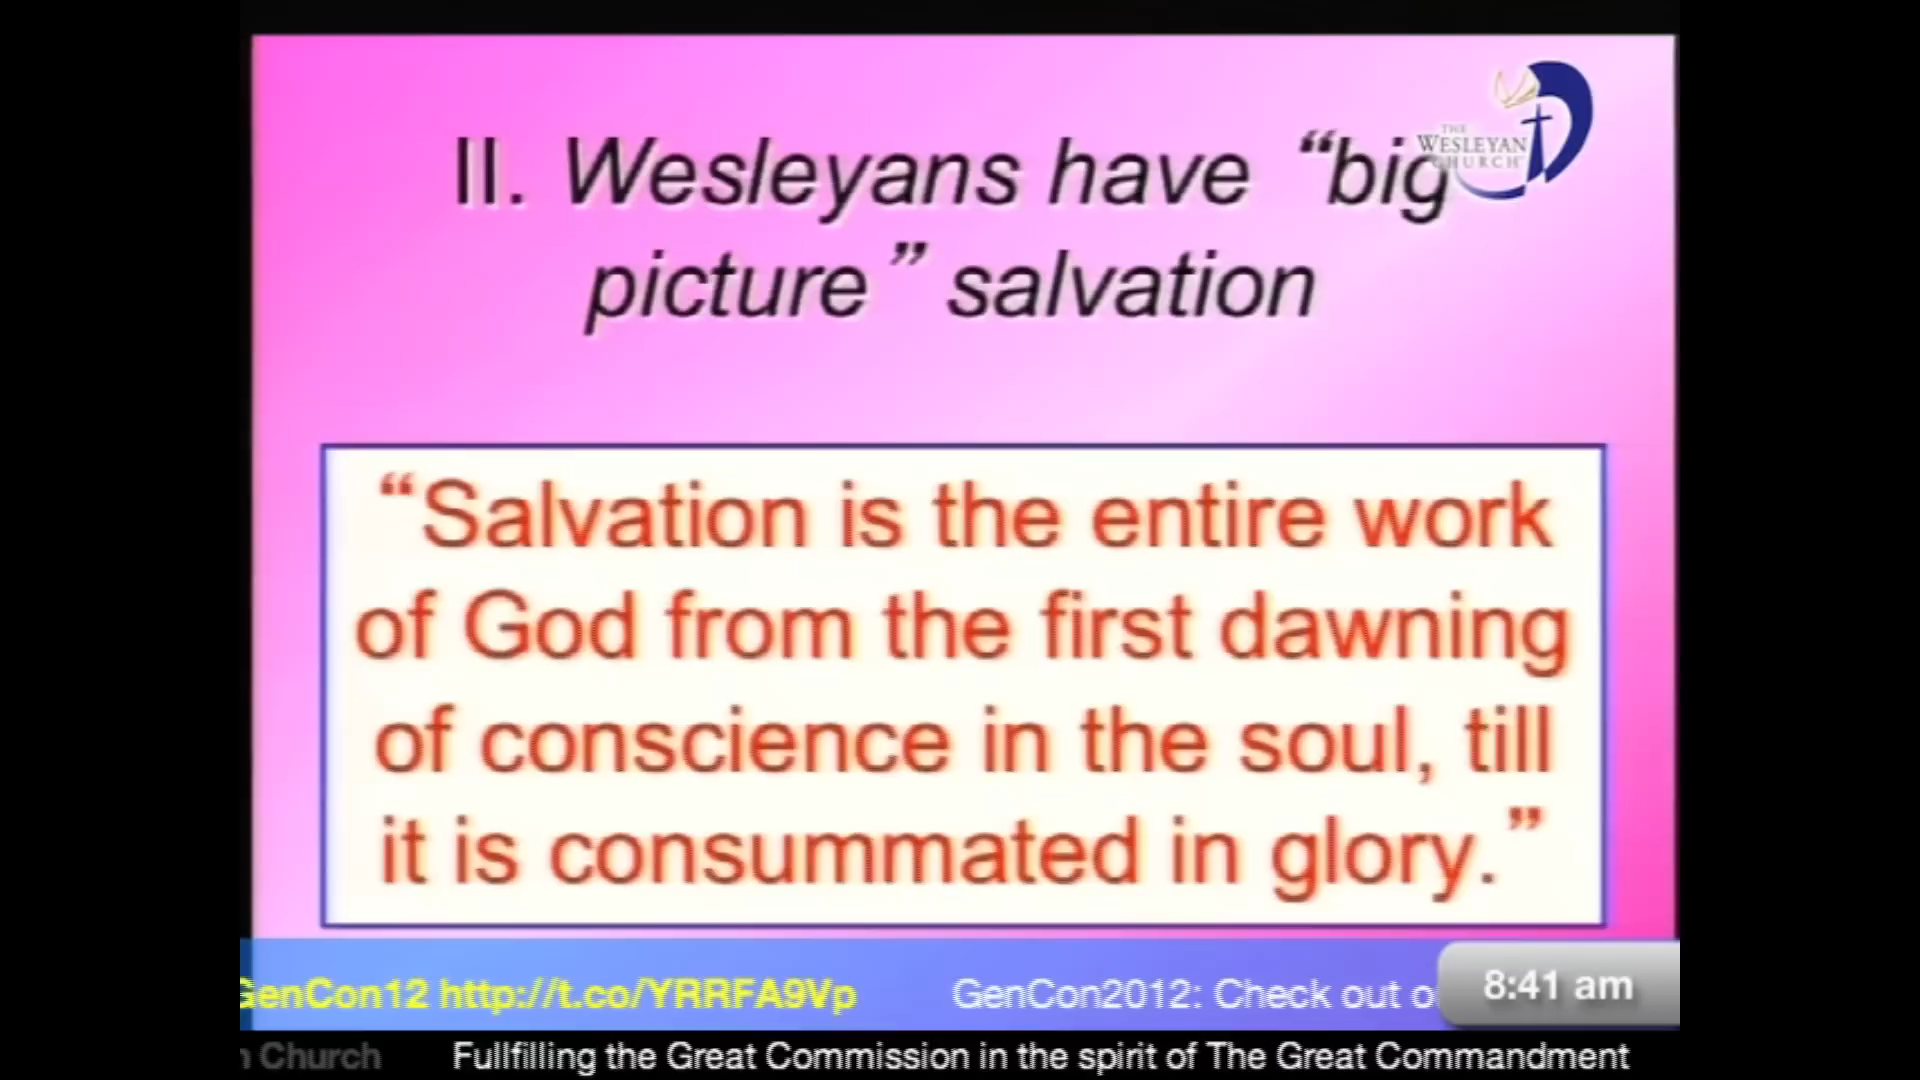 THE
WESLEYAN
CHURCH
II. Wesleyans have “big
picture” salvation
“Salvation is the entire work
of God from the first dawning
of conscience in the soul, till
it is consummated in glory.”
GenCon12 http://t.co/YRRFA9Vp GenCon2012: Check out o
8:41 am
n Church Fullfilling the Great Commission in the spirit of The Great Commandment